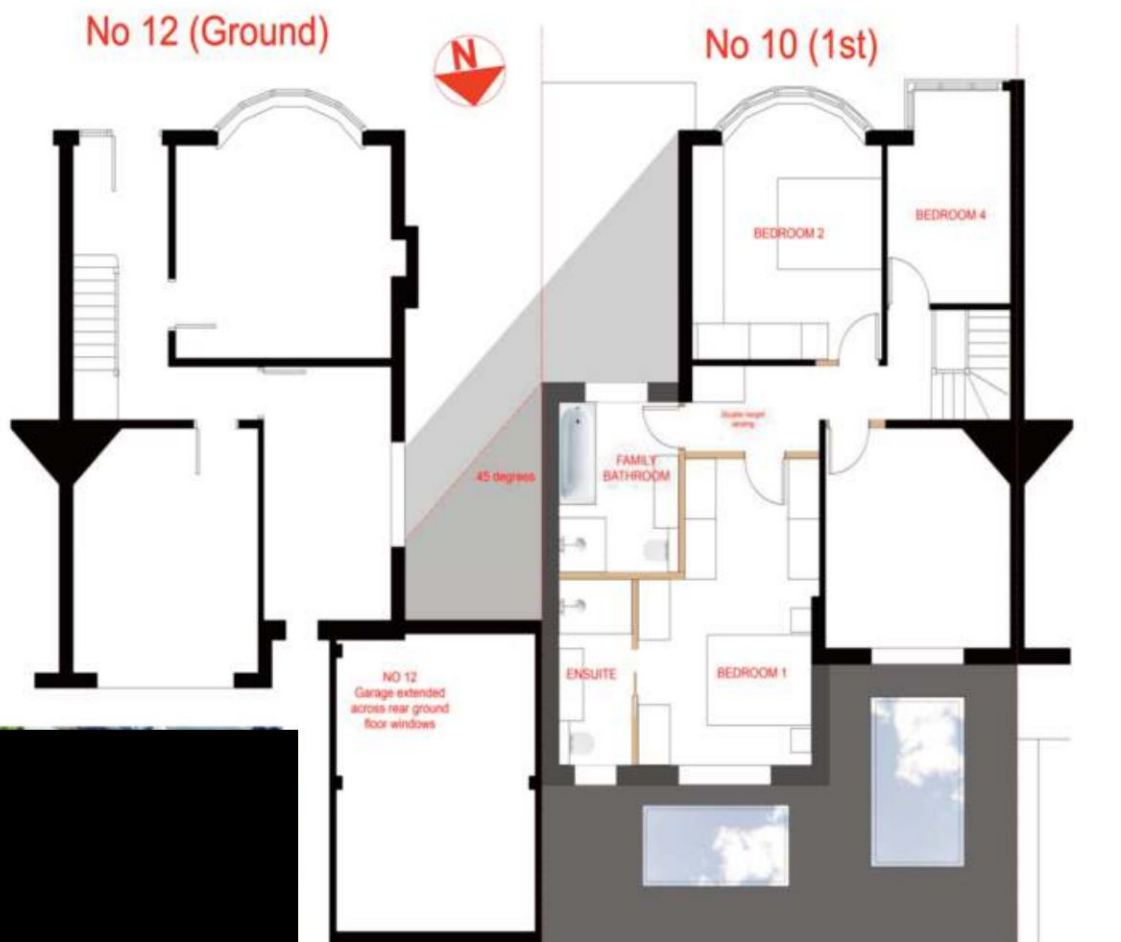 No 12 (Ground)
N
No 10 (1st)
BEDROOM 2
BEDROOM 4
45 degrees
FAMILY
BATHROOM
ENSUITE
BEDROOM 1
NO 12
Garage extended
across rear ground
floor windows